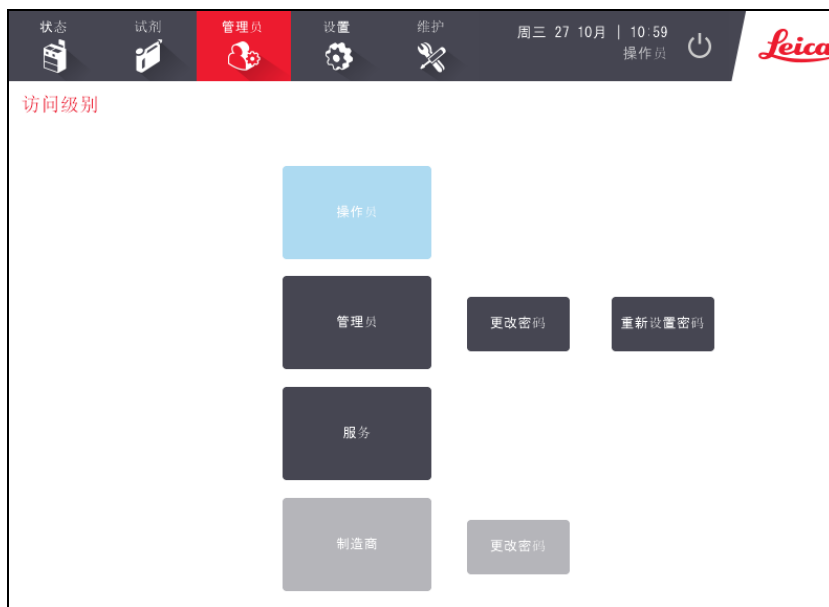 状态 试剂 管理员 设置 维护 周三 27 10月 | 10:59
操作员
Leica
访问级别
操作员
管理员 更改密码 重新设置密码
服务
制造商 更改密码